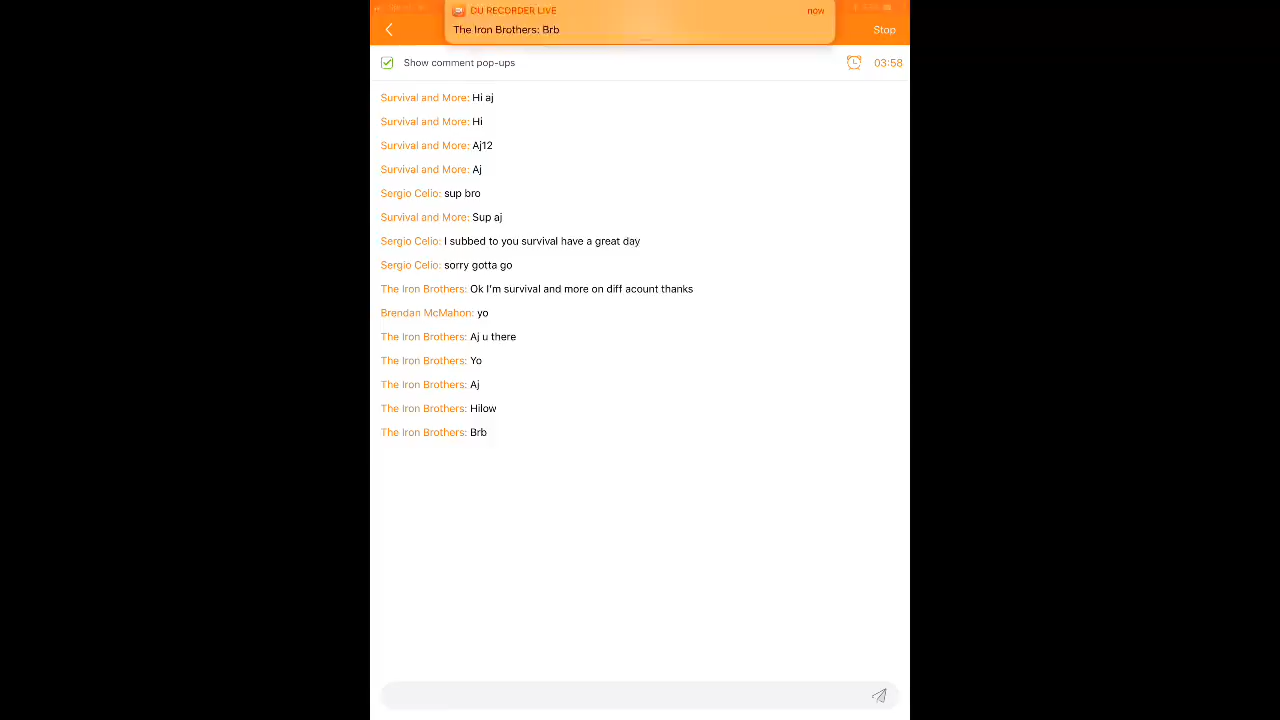 DU RECORDER LIVE
now
The Iron Brothers: Brb
Stop
Show comment pop-ups
03:58
Survival and More: Hi aj
Survival and More: Hi
Survival and More: Aj12
Survival and More: Aj
Sergio Celio: sup bro
Survival and More: Sup aj
Sergio Celio: I subbed to you survival have a great day
Sergio Celio: sorry gotta go
The Iron Brothers: Ok I'm survival and more on diff acount thanks
Brendan McMahon: yo
The Iron Brothers: Aj u there
The Iron Brothers: Yo
The Iron Brothers: Aj
The Iron Brothers: Hilow
The Iron Brothers: Brb